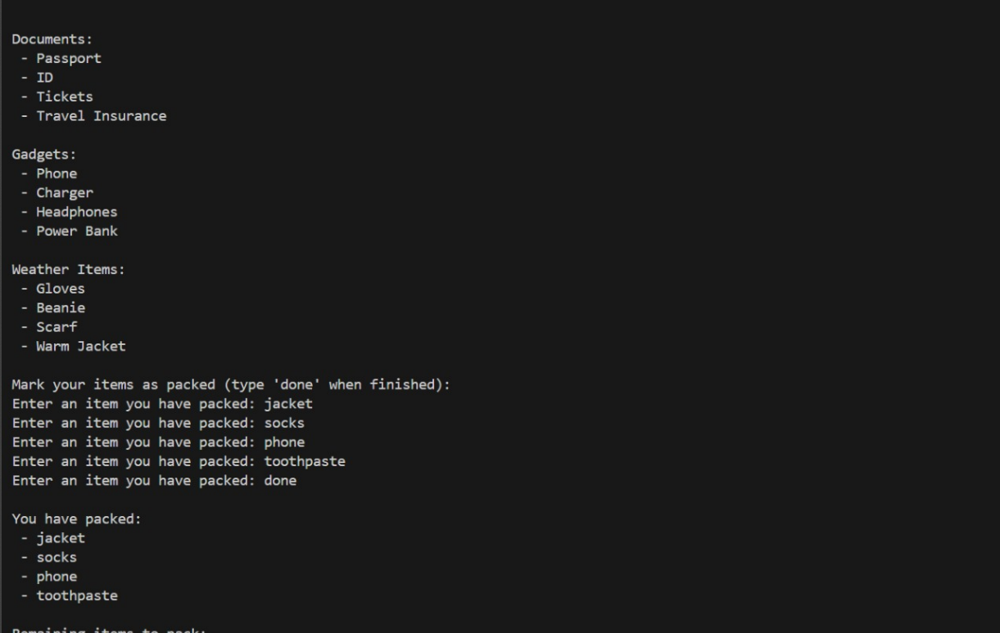 Documents:
- Passport
- ID
- Tickets
- Travel Insurance
Gadgets:
- Phone
- Charger
- Headphones
- Power Bank
Weather Items:
- Gloves
- Beanie
- Scarf
- Warm Jacket
Mark your items as packed (type 'done' when finished):
Enter an item you have packed: jacket
Enter an item you have packed: socks
Enter an item you have packed: phone
Enter an item you have packed: toothpaste
Enter an item you have packed: done
You have packed:
- jacket
- socks
- phone
- toothpaste
Remaining items to pack: